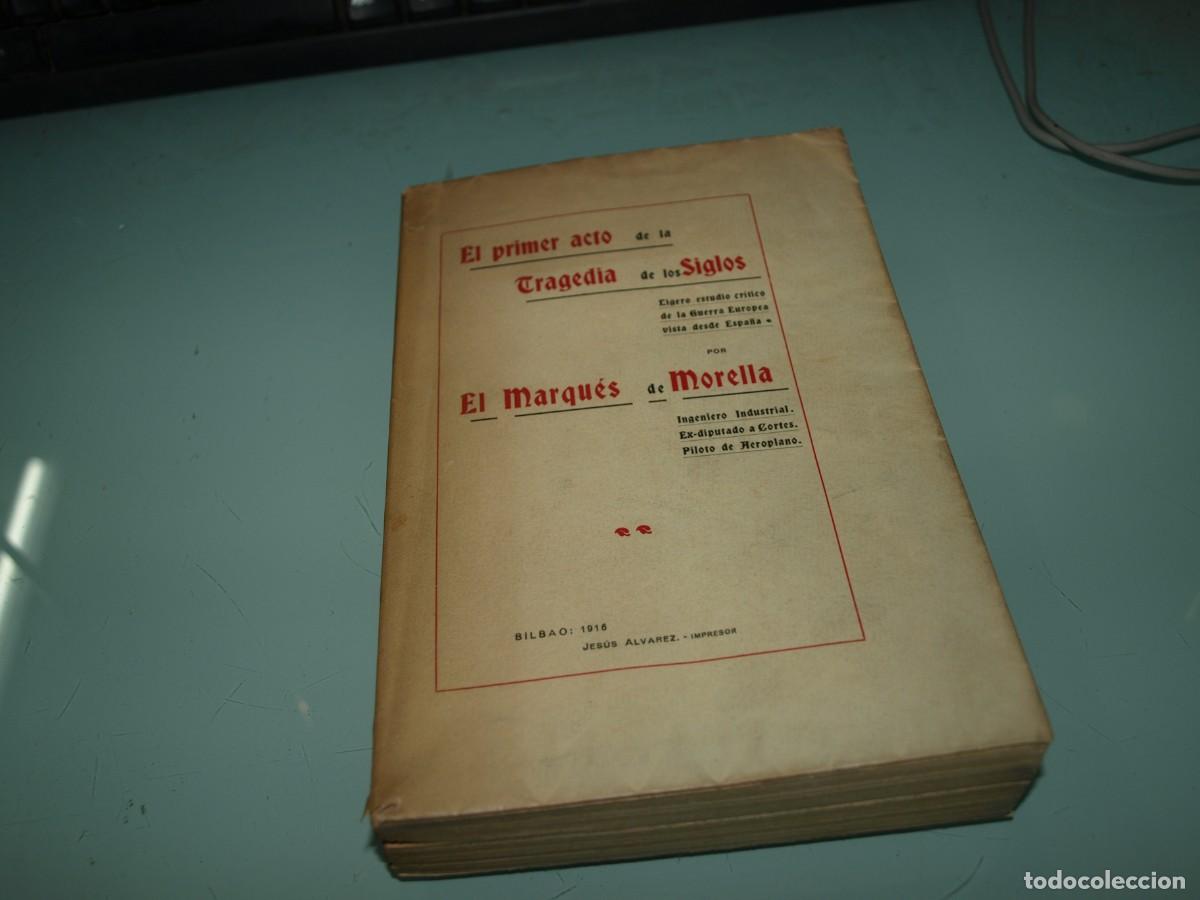 El primer acto de la
Tragedia de los Siglos
Ligero estudio crítico
de la Guerra Europea
vista desde España
POR
El Marqués de Morella
Ingeniero Industrial.
Ex-diputado a Cortes.
Piloto de Aeroplano.
BILBAO: 1916
JESÚS ALVAREZ. - IMPRESOR
todocoleccion